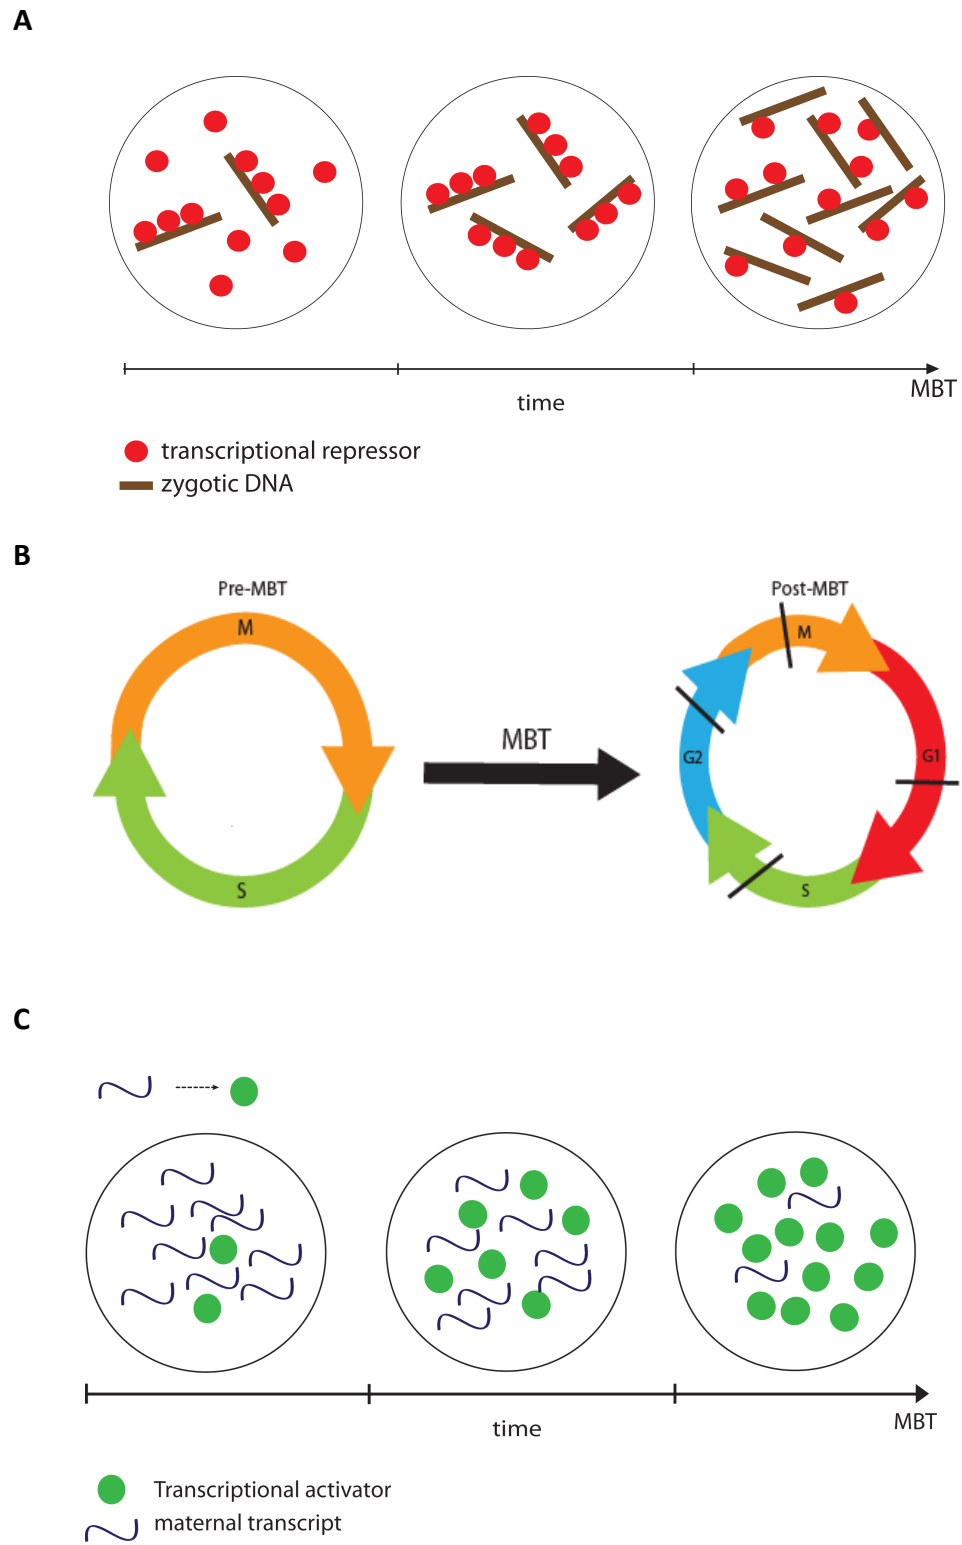 A
MBT
time
transcriptional repressor
zygotic DNA
B
Pre-MBT
Post-MBT
M
M
MBT
G2
G1
S
S
C
time
MBT
Transcriptional activator
maternal transcript